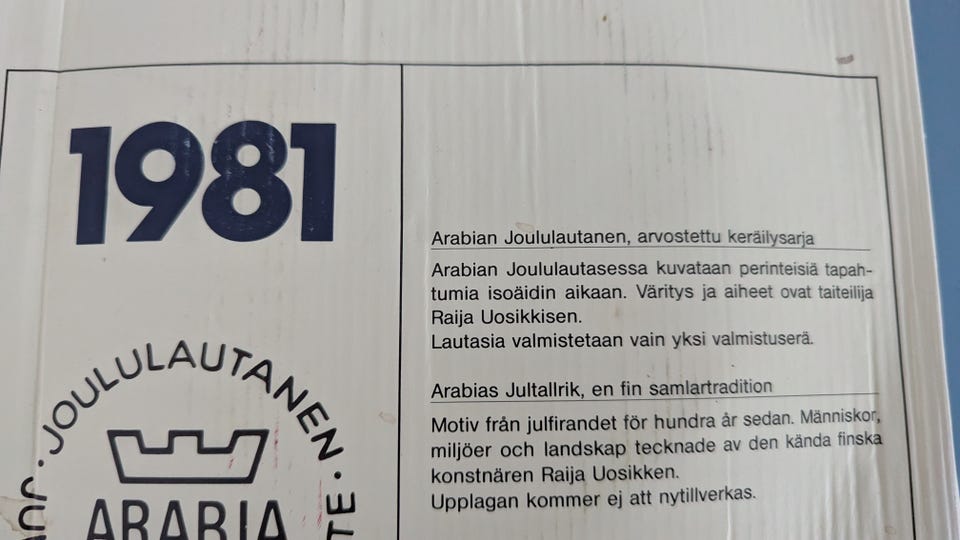 1981
Arabian Joululautanen, arvostettu keräilysarja
Arabian Joululautasessa kuvataan perinteisiä tapah-
tumia isoäidin aikaan. Väritys ja aiheet ovat taiteilija
Raija Uosikkisen.
Lautasia valmistetaan vain yksi valmistuserä.
Arabias Jultallrik, en fin samlartradition
Motiv från julfirandet för hundra år sedan. Människor,
miljöer och landskap tecknade av den kända finska
konstnären Raija Uosikken.
Upplagan kommer ej att nytillverkas.
· JOULULAUTANEN ·
ARABIA